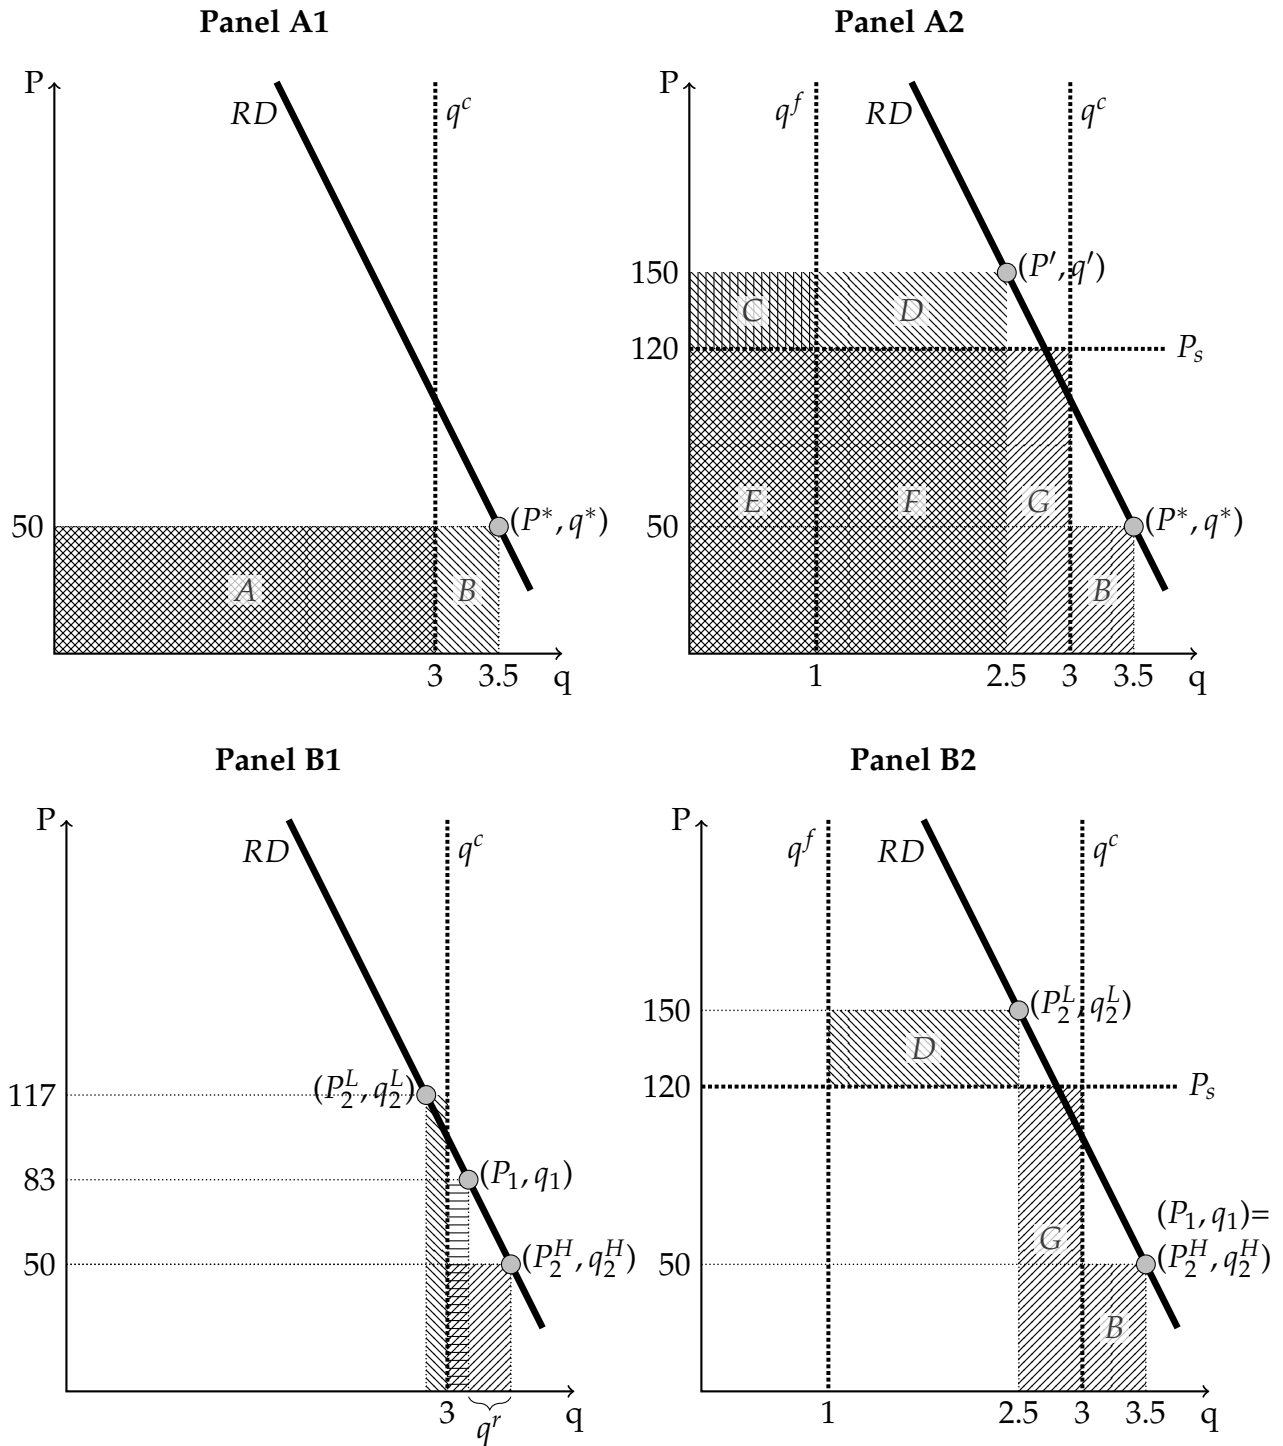 Panel A1
P
RD
q^c
50
(P*, q*)
A
B
3
3.5
q
Panel A2
P
q^f
RD
q^c
150
(P′, q′)
C
D
120
P_s
E
F
G
50
(P*, q*)
B
1
2.5
3
3.5
q
Panel B1
P
RD
q^c
117
(P_2^L, q_2^L)
83
(P_1, q_1)
50
(P_2^H, q_2^H)
3
q^r
q
Panel B2
P
q^f
RD
q^c
150
(P_2^L, q_2^L)
D
120
P_s
(P_1, q_1)=
G
50
(P_2^H, q_2^H)
B
1
2.5
3
3.5
q